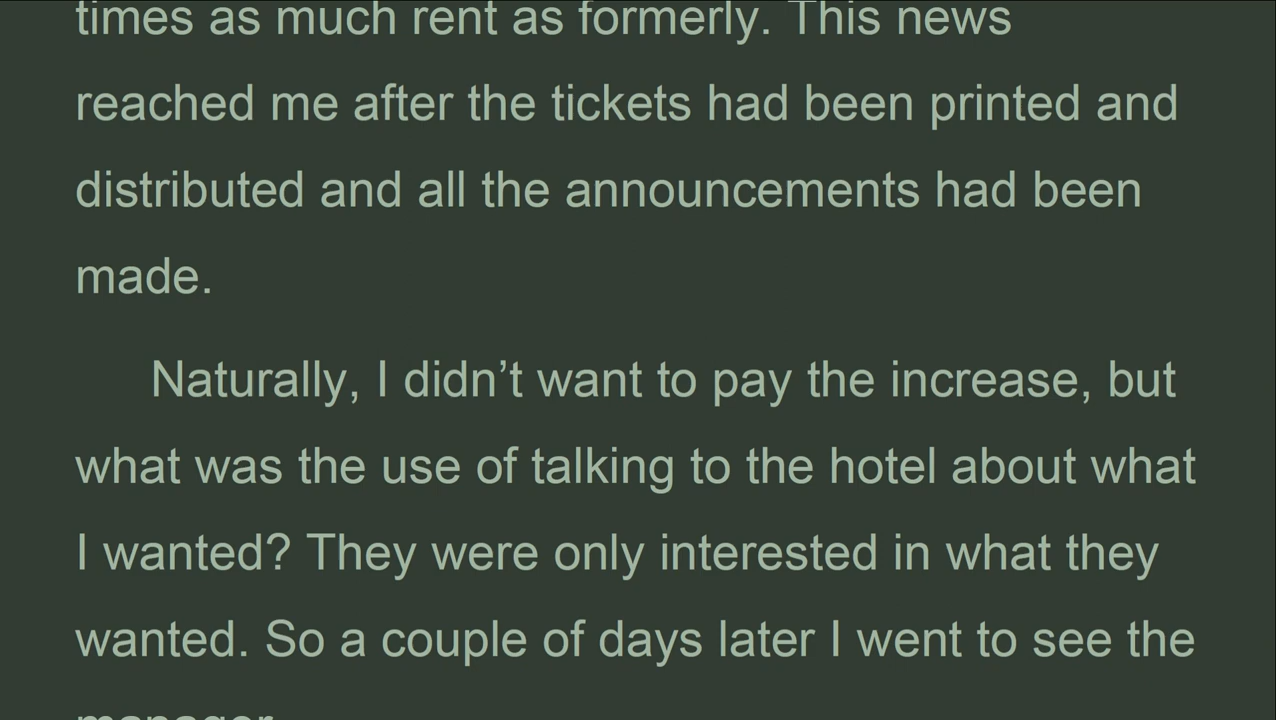 times as much rent as formerly. This news
reached me after the tickets had been printed and
distributed and all the announcements had been
made.
Naturally, I didn’t want to pay the increase, but
what was the use of talking to the hotel about what
I wanted? They were only interested in what they
wanted. So a couple of days later I went to see the
manager.